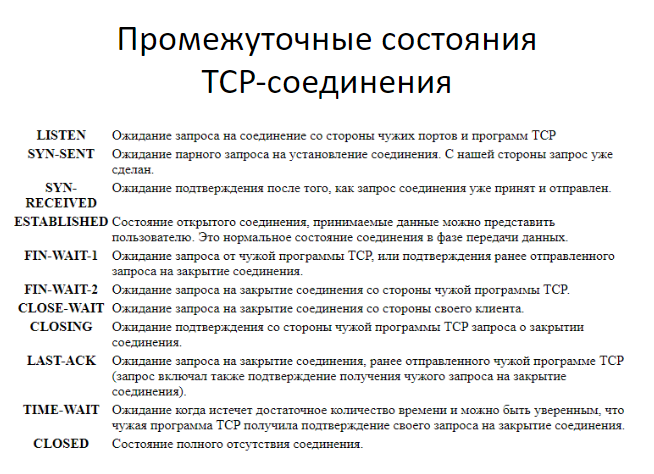 Промежуточные состояния
TCP-соединения
LISTEN Ожидание запроса на соединение со стороны чужих портов и программ TCP
SYN-SENT Ожидание парного запроса на установление соединения. С нашей стороны запрос уже
сделан.
SYN-
RECEIVED Ожидание подтверждения после того, как запрос соединения уже принят и отправлен.
ESTABLISHED Состояние открытого соединения, принимаемые данные можно представить
пользователю. Это нормальное состояние соединения в фазе передачи данных.
FIN-WAIT-1 Ожидание запроса от чужой программы TCP, или подтверждения ранее отправленного
запроса на закрытие соединения.
FIN-WAIT-2 Ожидание запроса на закрытие соединения со стороны чужой программы TCP.
CLOSE-WAIT Ожидание запроса на закрытие соединения со стороны своего клиента.
CLOSING Ожидание подтверждения со стороны чужой программы TCP запроса о закрытии
соединения.
LAST-ACK Ожидание запроса на закрытие соединения, ранее отправленного чужой программе TCP
(запрос включал также подтверждение получения чужого запроса на закрытие
соединения).
TIME-WAIT Ожидание когда истечет достаточное количество времени и можно быть уверенным, что
чужая программа TCP получила подтверждение своего запроса на закрытие соединения.
CLOSED Состояние полного отсутствия соединения.